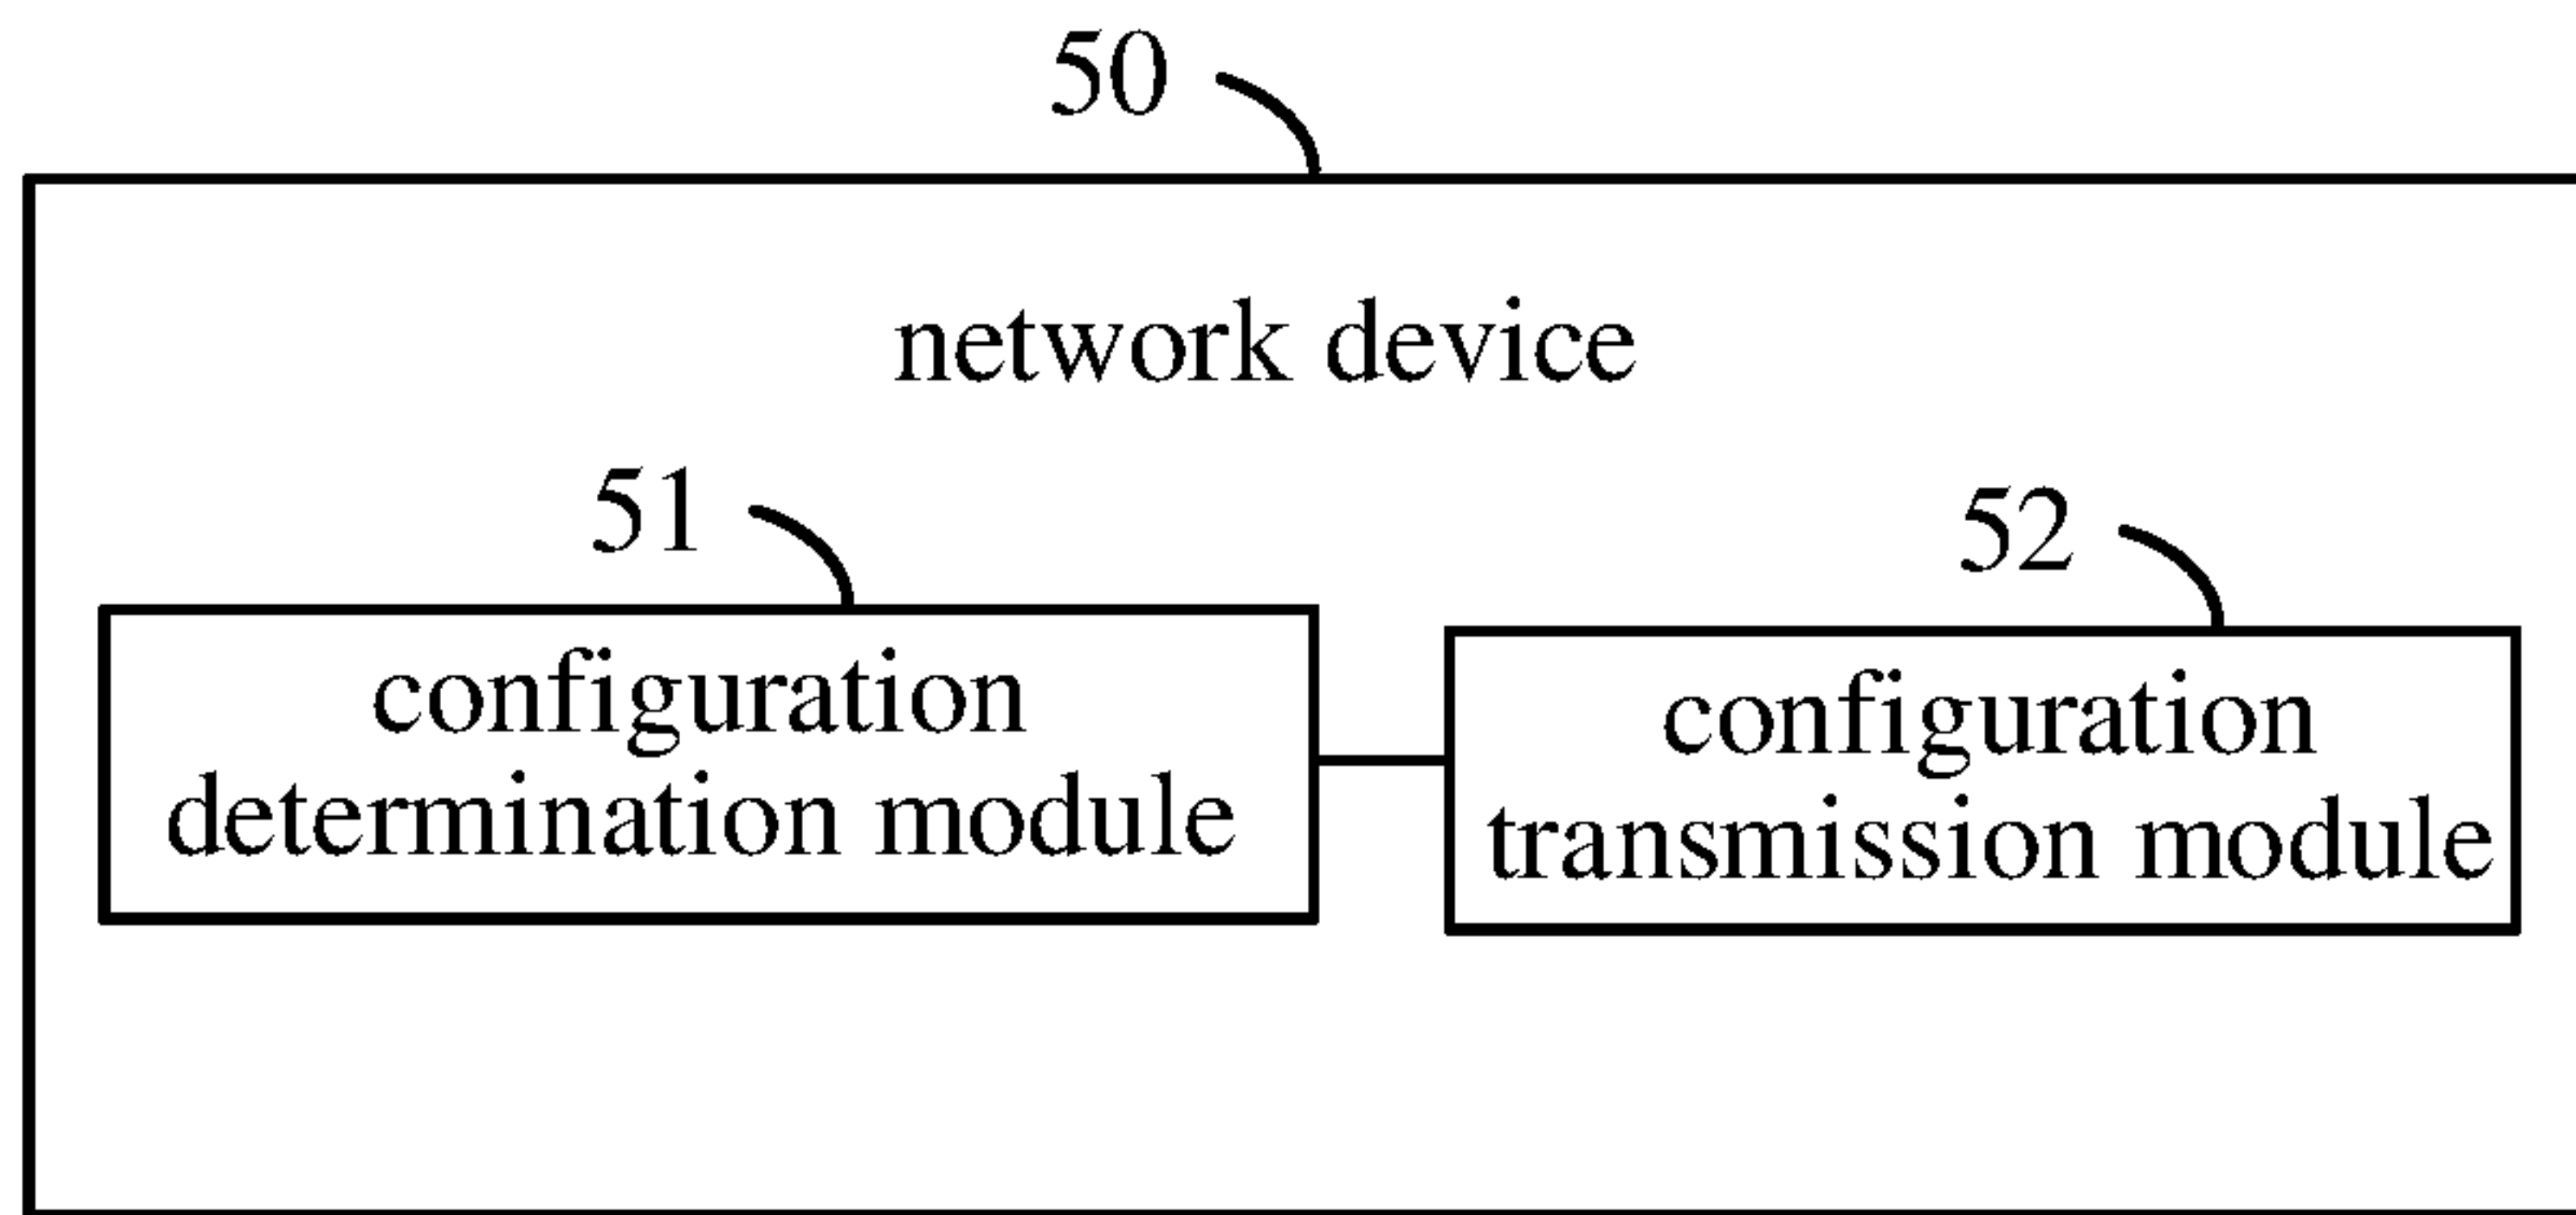 50
network device
51
52
configuration
determination module
configuration
transmission module